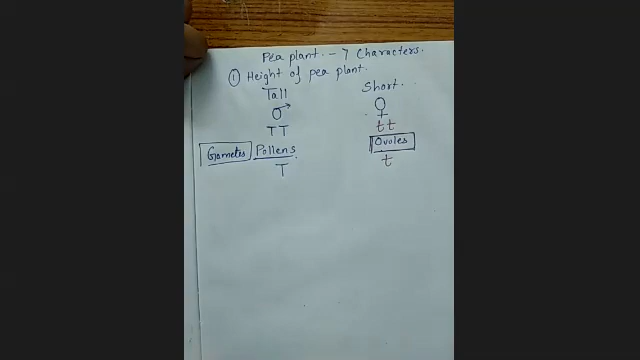 Pea plant - 7 Characters.
① Height of pea plant.
Tall Short
♂ ♀
TT tt
Gametes Pollens Ovules
T t